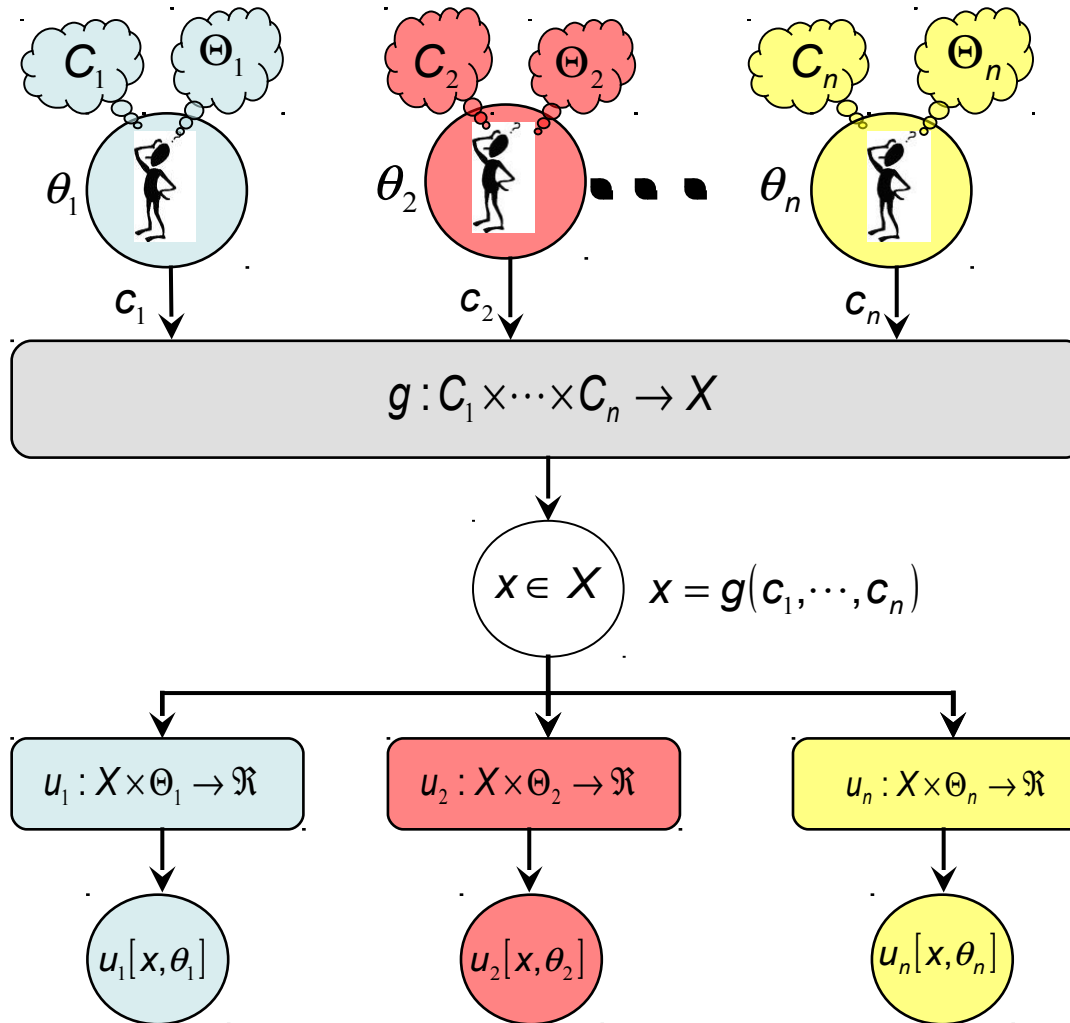 C₁ Θ₁ C₂ Θ₂ Cₙ Θₙ
θ₁ θ₂ θₙ
c₁ c₂ cₙ
g : C₁ × ⋯ × Cₙ → X
x ∈ X x = g(c₁, ⋯, cₙ)
u₁ : X × Θ₁ → ℜ u₂ : X × Θ₂ → ℜ uₙ : X × Θₙ → ℜ
u₁[x, θ₁] u₂[x, θ₂] uₙ[x, θₙ]